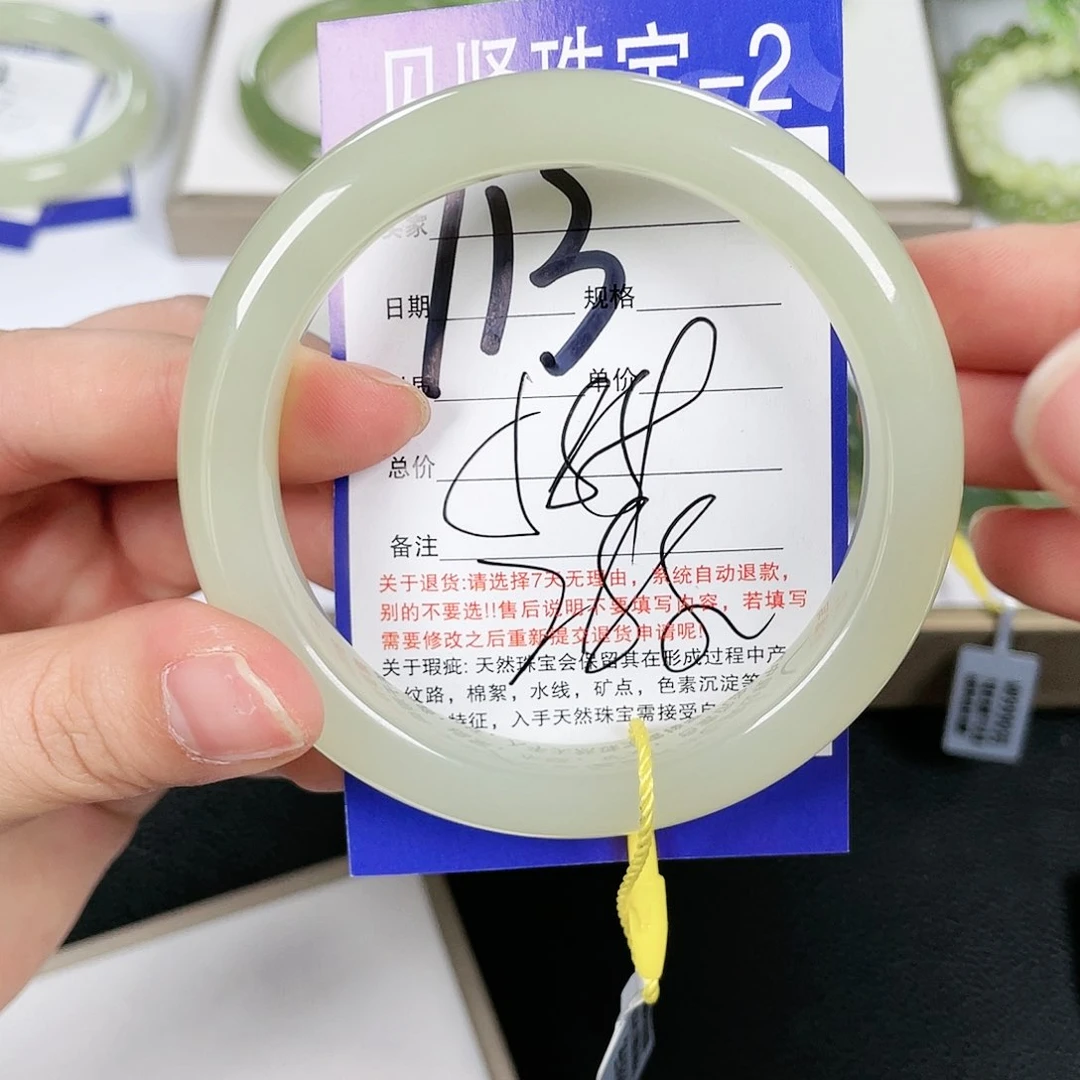 见贤珠宝-2
113
日期 规格
单价
总价
备注
关于退货:请选择7天无理由，系统自动退款，
别的不要选!!售后说明不要填写内容，若填写
需要修改之后重新提交退货申请呢!
关于瑕疵: 天然珠宝会保留其在形成过程中产
纹路，棉絮，水线，矿点，色素沉淀等
特征，入手天然珠宝需接受